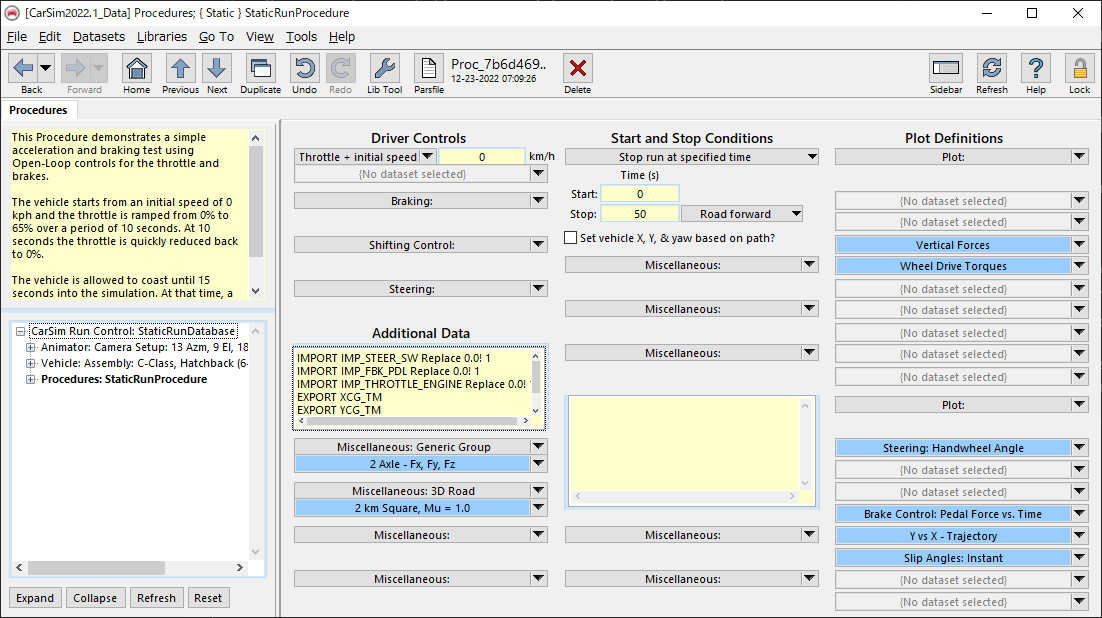 [CarSim2022.1_Data] Procedures; { Static } StaticRunProcedure
File Edit Datasets Libraries Go To View Tools Help
Back Forward Home Previous Next Duplicate Undo Redo Lib Tool Parsfile
Proc_7b6d469..
12-23-2022 07:09:26
Delete Sidebar Refresh Help Lock
Procedures
This Procedure demonstrates a simple
acceleration and braking test using
Open-Loop controls for the throttle and
brakes.
The vehicle starts from an initial speed of 0
kph and the throttle is ramped from 0% to
65% over a period of 10 seconds. At 10
seconds the throttle is quickly reduced back
to 0%.
The vehicle is allowed to coast until 15
seconds into the simulation. At that time, a
CarSim Run Control: StaticRunDatabase
Animator: Camera Setup: 13 Azm, 9 El, 18
Vehicle: Assembly: C-Class, Hatchback (6-
Procedures: StaticRunProcedure
Expand Collapse Refresh Reset
Driver Controls
Throttle + initial speed 0 km/h
{No dataset selected}
Braking:
Shifting Control:
Steering:
Additional Data
IMPORT IMP_STEER_SW Replace 0.0! 1
IMPORT IMP_FBK_PDL Replace 0.0! 1
IMPORT IMP_THROTTLE_ENGINE Replace 0.0! 1
EXPORT XCG_TM
EXPORT YCG_TM
Miscellaneous: Generic Group
2 Axle - Fx, Fy, Fz
Miscellaneous: 3D Road
2 km Square, Mu = 1.0
Miscellaneous:
Miscellaneous:
Start and Stop Conditions
Stop run at specified time
Time (s)
Start: 0
Stop: 50 Road forward
Set vehicle X, Y, & yaw based on path?
Miscellaneous:
Miscellaneous:
Miscellaneous:
Miscellaneous:
Miscellaneous:
Plot Definitions
Plot:
{No dataset selected}
{No dataset selected}
Vertical Forces
Wheel Drive Torques
{No dataset selected}
{No dataset selected}
{No dataset selected}
{No dataset selected}
{No dataset selected}
Plot:
Steering: Handwheel Angle
{No dataset selected}
{No dataset selected}
Brake Control: Pedal Force vs. Time
Y vs X - Trajectory
Slip Angles: Instant
{No dataset selected}
{No dataset selected}